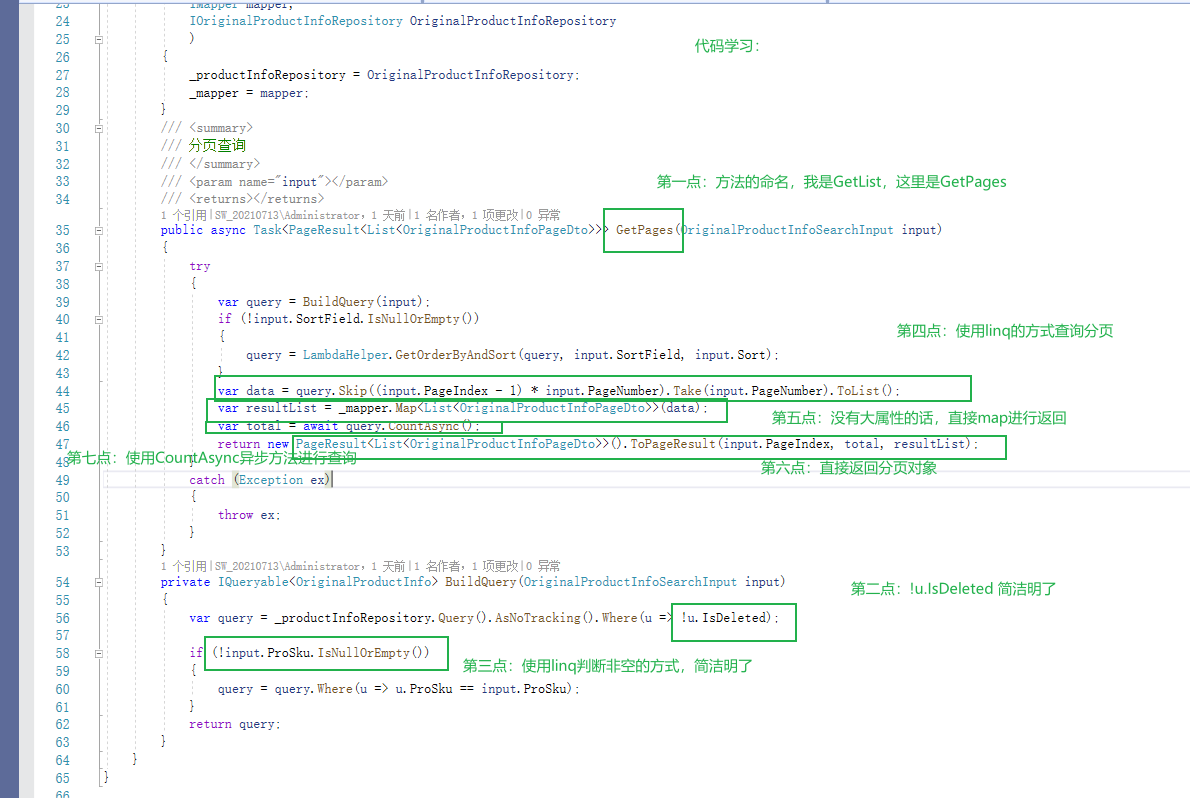 23 IMapper mapper,
24 IOriginalProductInfoRepository OriginalProductInfoRepository
25 )
代码学习:
26 {
27 _productInfoRepository = OriginalProductInfoRepository;
28 _mapper = mapper;
29 }
30 /// <summary>
31 /// 分页查询
32 /// </summary>
33 /// <param name="input"></param>
第一点: 方法的命名，我是GetList，这里是GetPages
34 /// <returns></returns>
1 个引用|SW_20210713\Administrator，1 天前|1 名作者，1 项更改|0 异常
35 public async Task<PageResult<List<OriginalProductInfoPageDto>>> GetPages(OriginalProductInfoSearchInput input)
36 {
37 try
38 {
39 var query = BuildQuery(input);
40 if (!input.SortField.IsNullOrEmpty())
第四点: 使用linq的方式查询分页
41 {
42 query = LambdaHelper.GetOrderByAndSort(query, input.SortField, input.Sort);
43 }
44 var data = query.Skip((input.PageIndex - 1) * input.PageNumber).Take(input.PageNumber).ToList();
45 var resultList = _mapper.Map<List<OriginalProductInfoPageDto>>(data);
第五点: 没有大属性的话，直接map进行返回
46 var total = await query.CountAsync();
47 return new PageResult<List<OriginalProductInfoPageDto>>().ToPageResult(input.PageIndex, total, resultList);
48 }
第七点: 使用CountAsync异步方法进行查询
第六点: 直接返回分页对象
49 catch (Exception ex)
50 {
51 throw ex;
52 }
53 }
1 个引用|SW_20210713\Administrator，1 天前|1 名作者，1 项更改|0 异常
54 private IQueryable<OriginalProductInfo> BuildQuery(OriginalProductInfoSearchInput input)
第二点: !u.IsDeleted 简洁明了
55 {
56 var query = _productInfoRepository.Query().AsNoTracking().Where(u => !u.IsDeleted);
57
58 if (!input.ProSku.IsNullOrEmpty())
第三点: 使用linq判断非空的方式，简洁明了
59 {
60 query = query.Where(u => u.ProSku == input.ProSku);
61 }
62 return query;
63 }
64 }
65 }
66